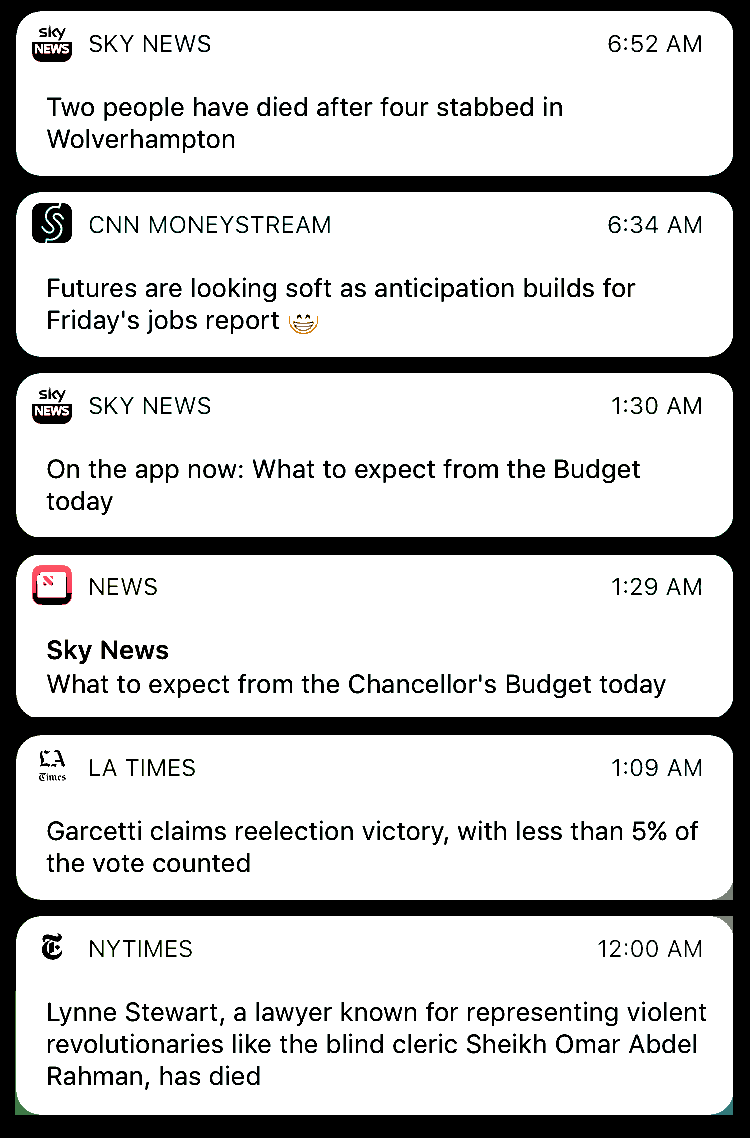 sky NEWS SKY NEWS 6:52 AM
Two people have died after four stabbed in
Wolverhampton
CNN MONEYSTREAM 6:34 AM
Futures are looking soft as anticipation builds for
Friday's jobs report 😁
sky NEWS SKY NEWS 1:30 AM
On the app now: What to expect from the Budget
today
NEWS 1:29 AM
Sky News
What to expect from the Chancellor's Budget today
LA Times LA TIMES 1:09 AM
Garcetti claims reelection victory, with less than 5% of
the vote counted
T NYTIMES 12:00 AM
Lynne Stewart, a lawyer known for representing violent
revolutionaries like the blind cleric Sheikh Omar Abdel
Rahman, has died